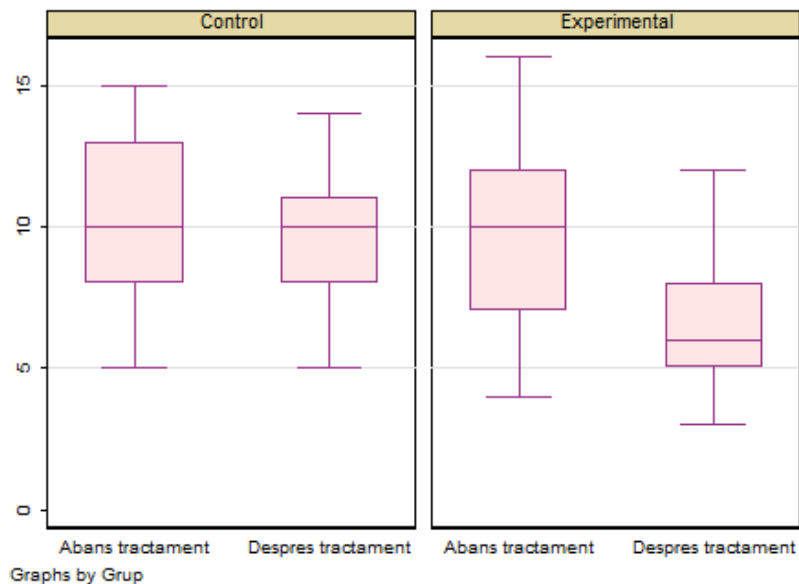 Control
Experimental
15
10
5
0
Abans tractament
Despres tractament
Abans tractament
Despres tractament
Graphs by Grup